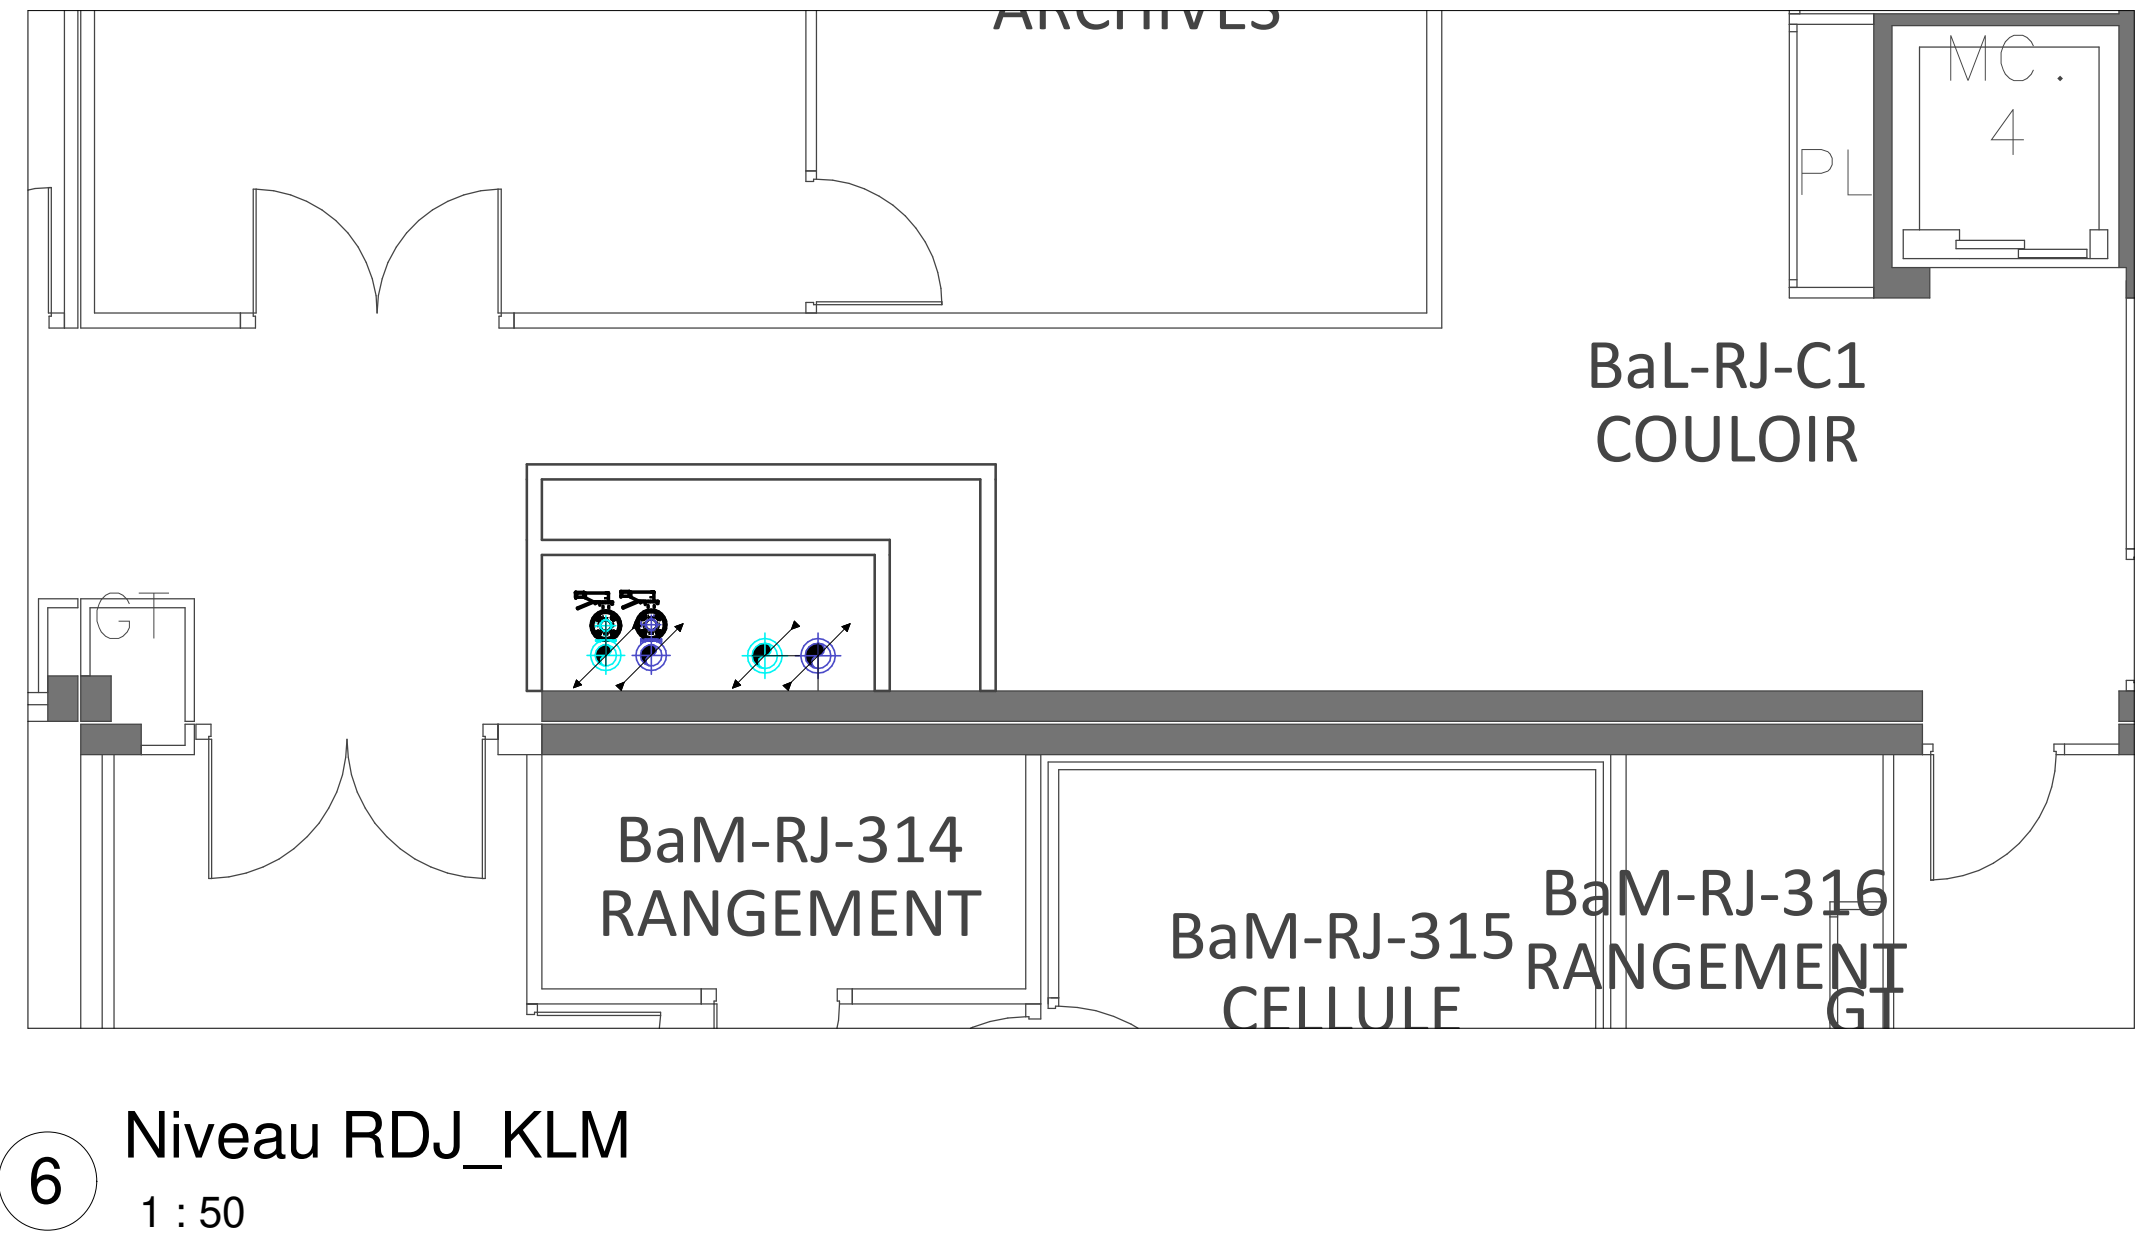 ARCHIVES
MC.
4
PL
BaL-RJ-C1
COULOIR
GT
BaM-RJ-314
RANGEMENT
BaM-RJ-315
CELLULE
BaM-RJ-316
RANGEMENT
GT
6
Niveau RDJ_KLM
1 : 50